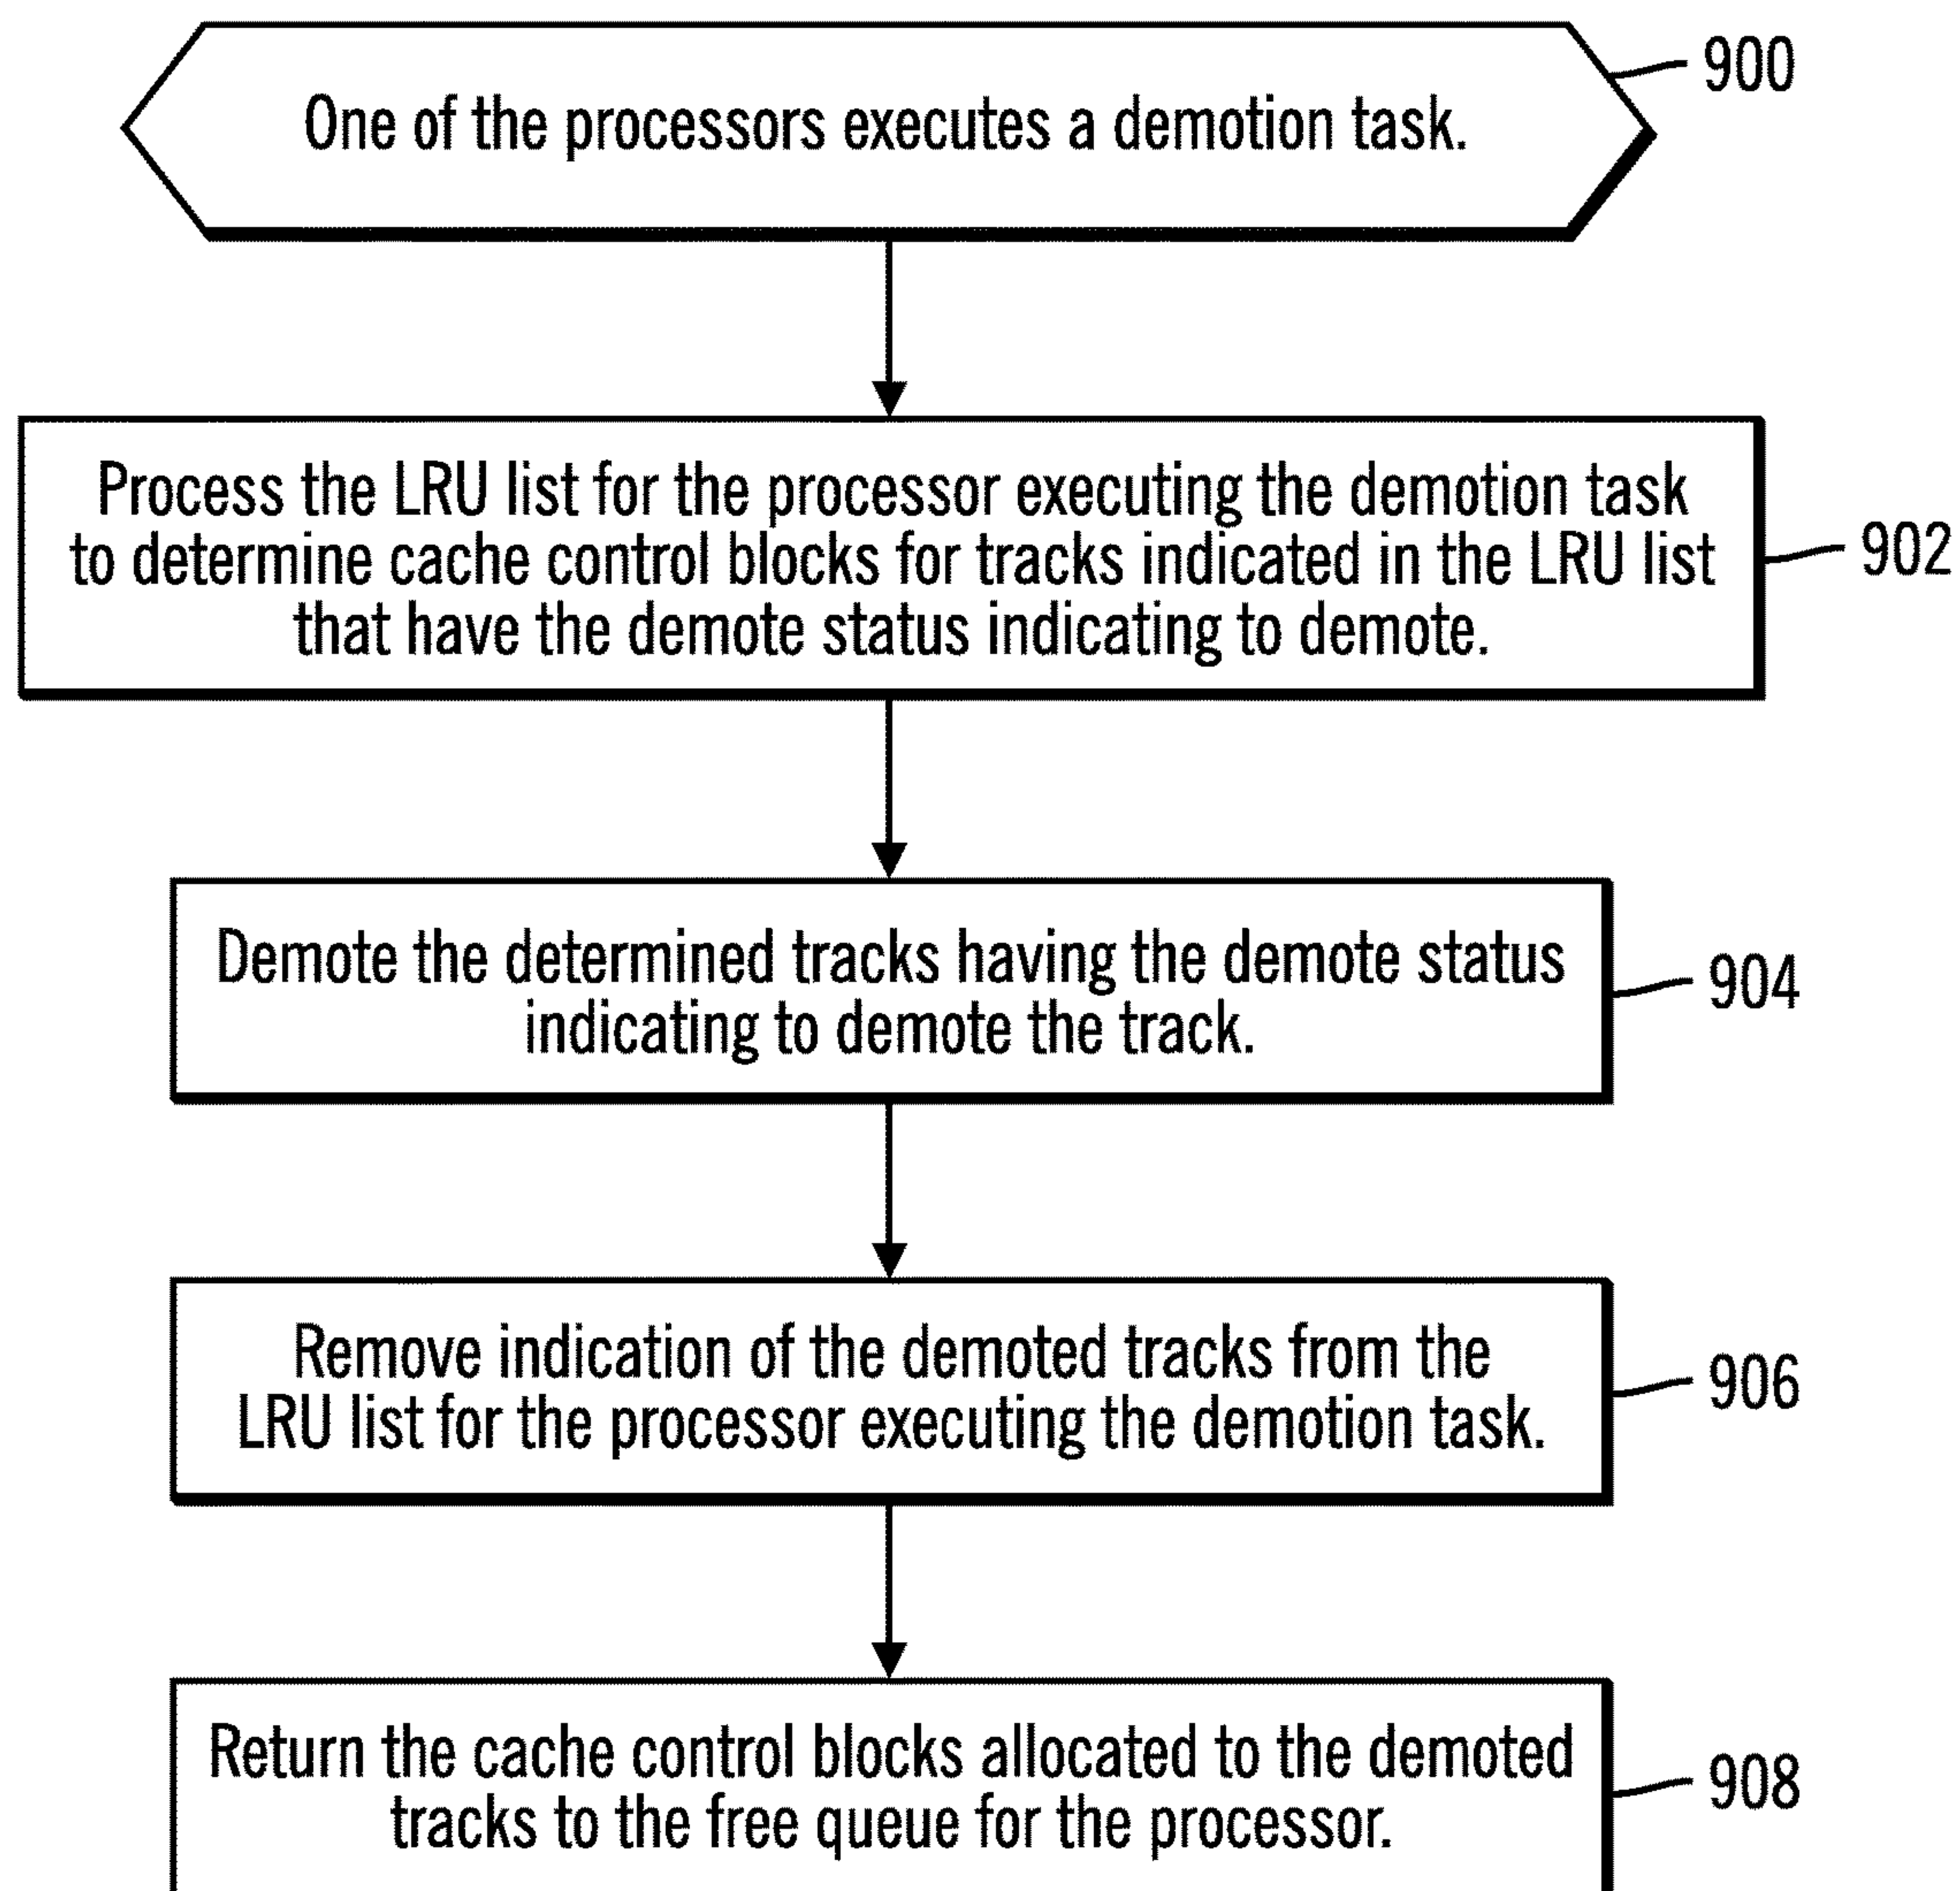 One of the processors executes a demotion task.
900
Process the LRU list for the processor executing the demotion task
to determine cache control blocks for tracks indicated in the LRU list
that have the demote status indicating to demote.
902
Demote the determined tracks having the demote status
indicating to demote the track.
904
Remove indication of the demoted tracks from the
LRU list for the processor executing the demotion task.
906
Return the cache control blocks allocated to the demoted
tracks to the free queue for the processor.
908